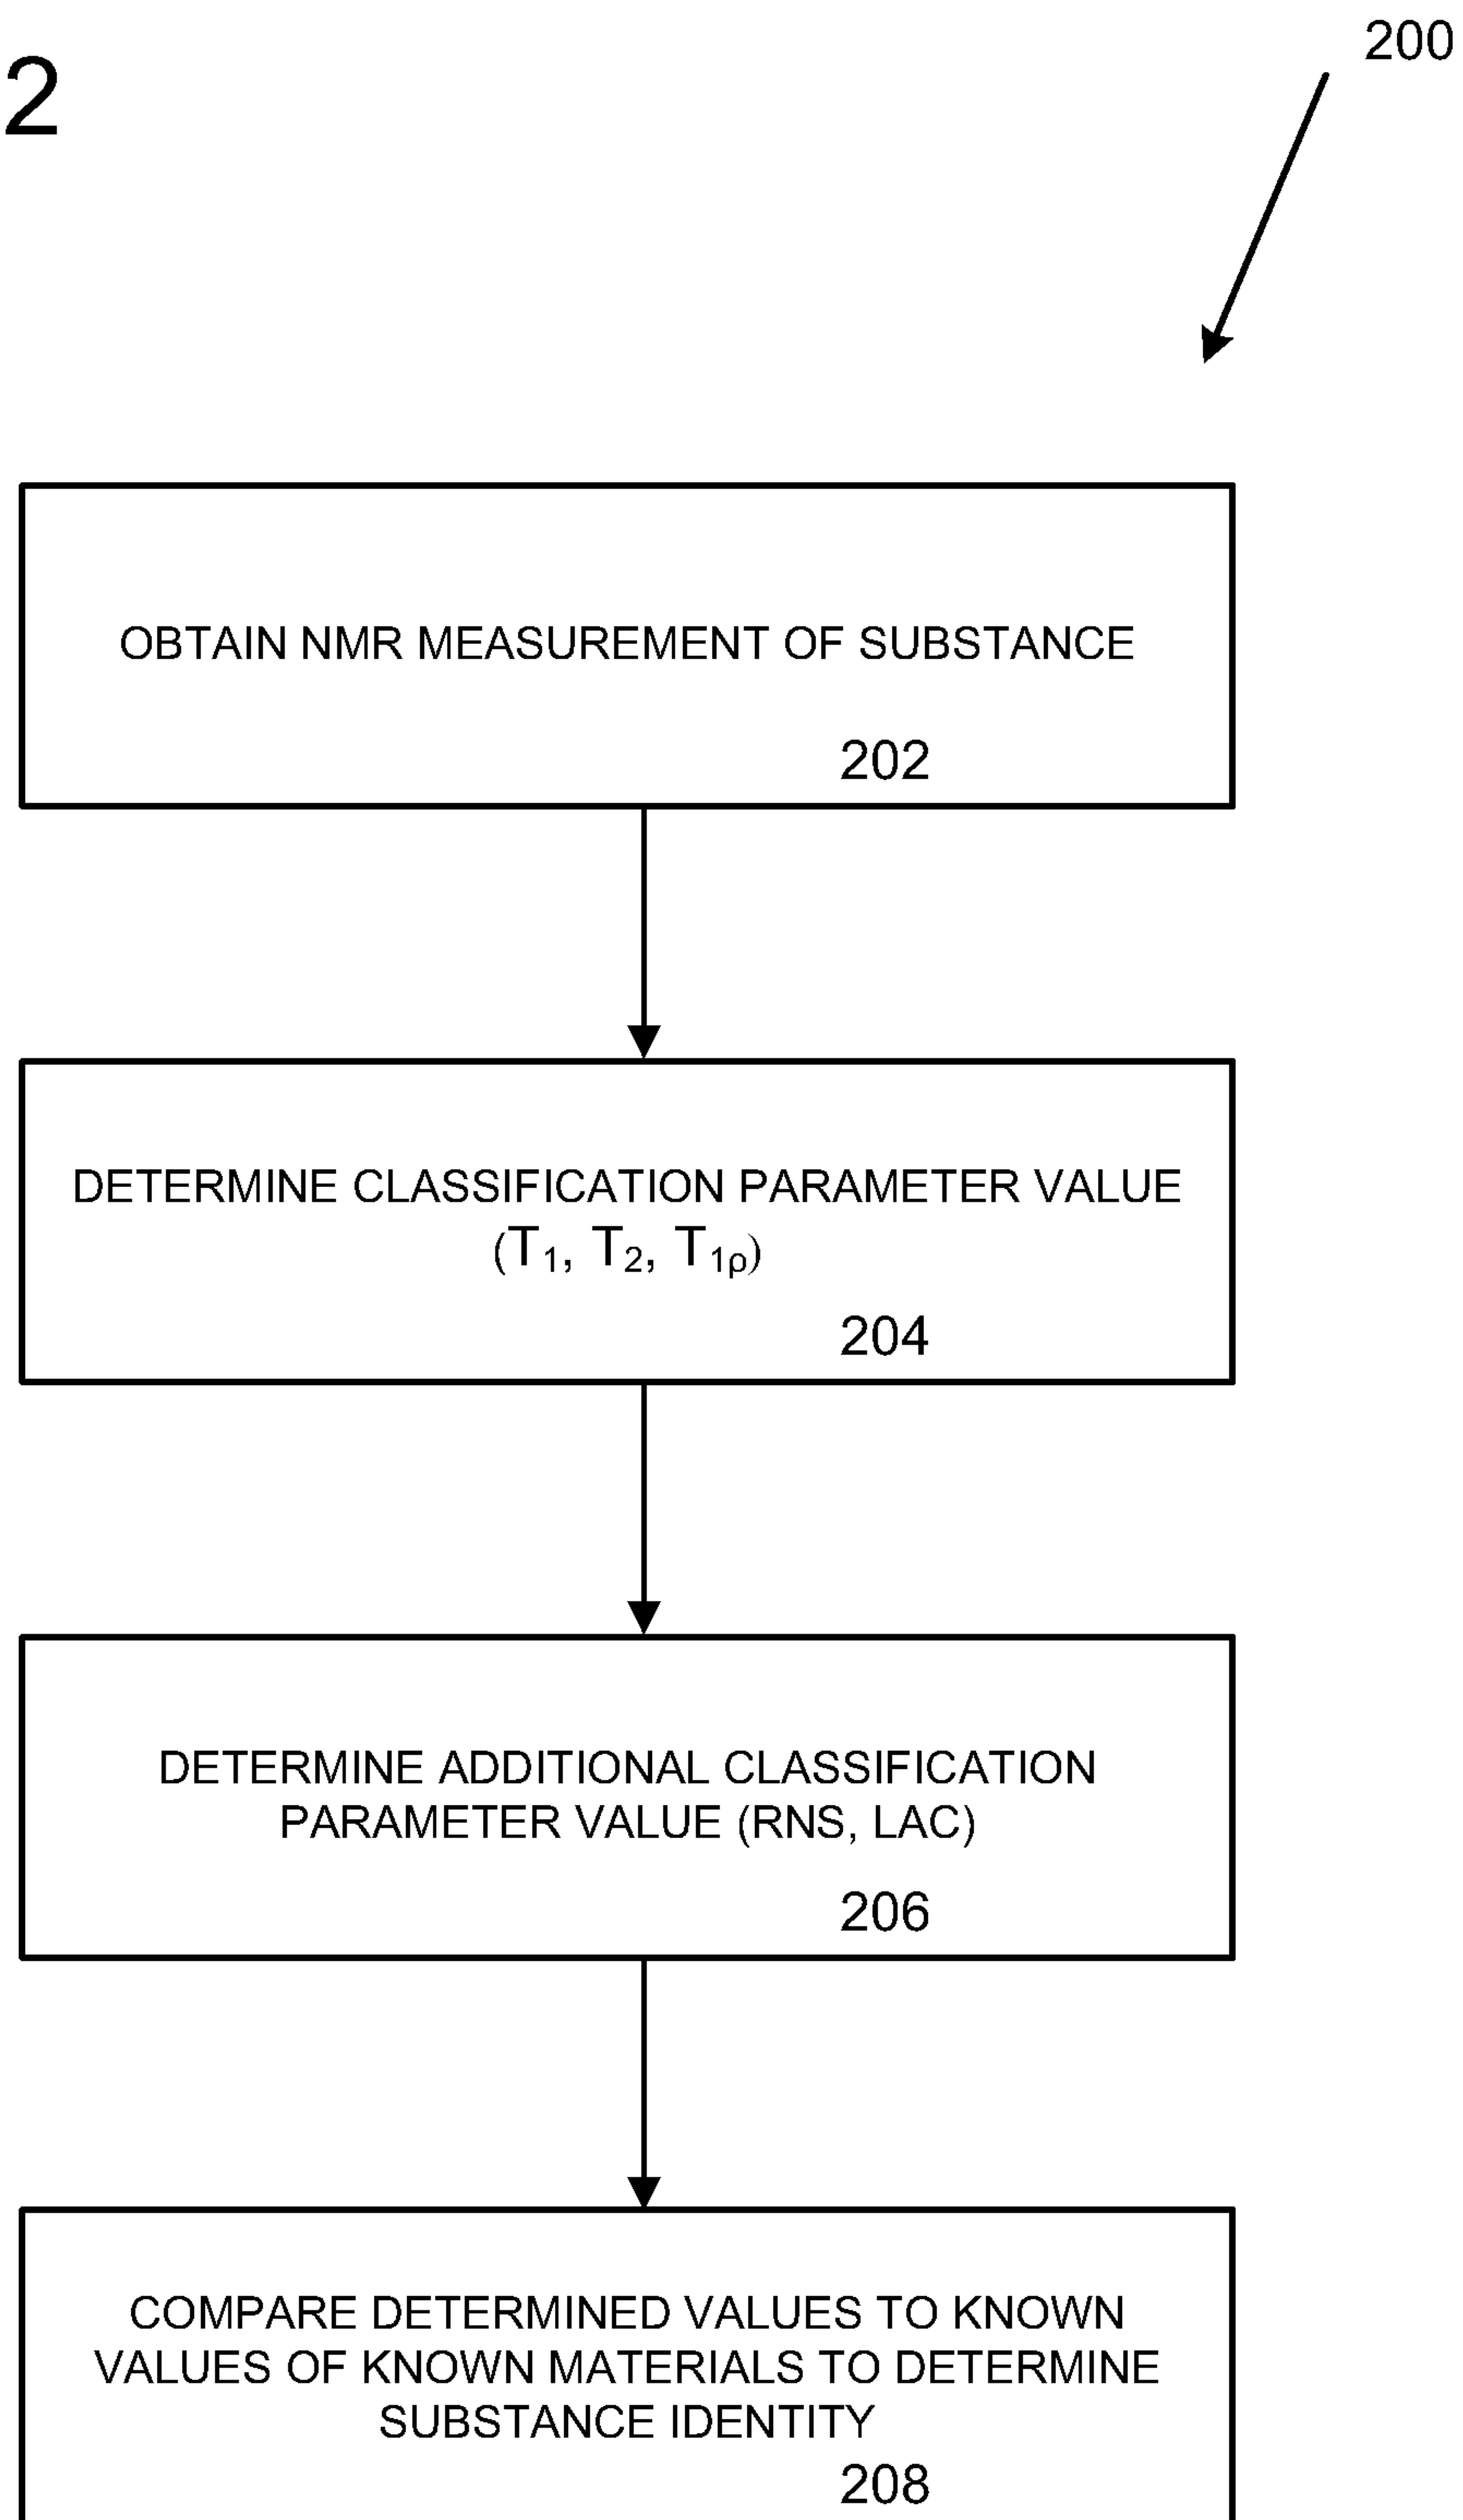 2
200
OBTAIN NMR MEASUREMENT OF SUBSTANCE
202
DETERMINE CLASSIFICATION PARAMETER VALUE
(T₁, T₂, T₁ᵨ)
204
DETERMINE ADDITIONAL CLASSIFICATION
PARAMETER VALUE (RNS, LAC)
206
COMPARE DETERMINED VALUES TO KNOWN
VALUES OF KNOWN MATERIALS TO DETERMINE
SUBSTANCE IDENTITY
208